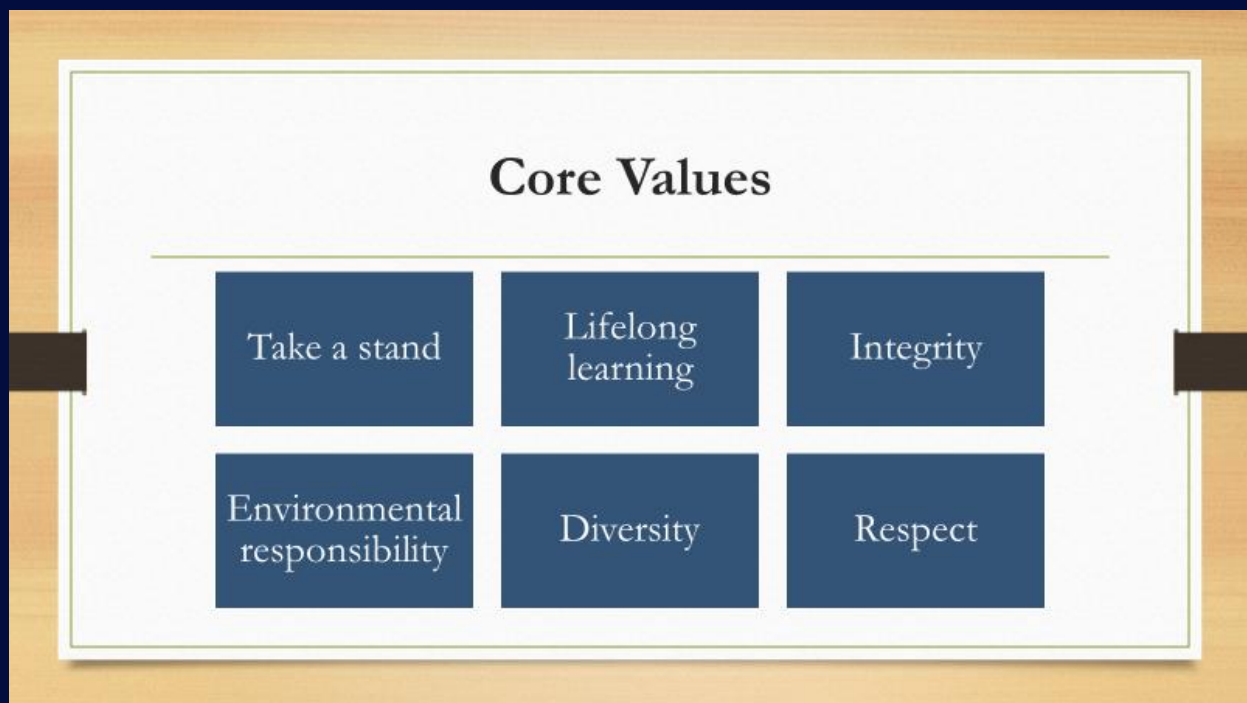 Core Values
Take a stand
Lifelong
learning
Integrity
Environmental
responsibility
Diversity
Respect